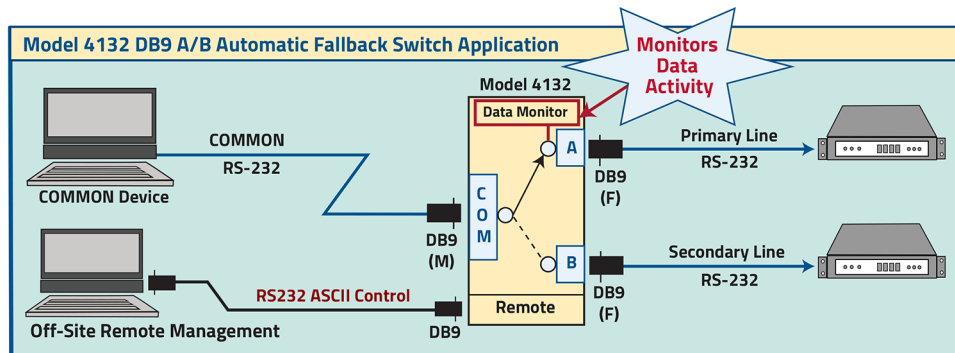 Model 4132 DB9 A/B Automatic Fallback Switch Application
Monitors
Data
Activity
Model 4132
Data Monitor
COMMON
RS-232
COMMON Device
A
Primary Line
RS-232
DB9
(F)
C
O
M
DB9
(M)
B
Secondary Line
RS-232
DB9
(F)
RS232 ASCII Control
Remote
DB9
Off-Site Remote Management